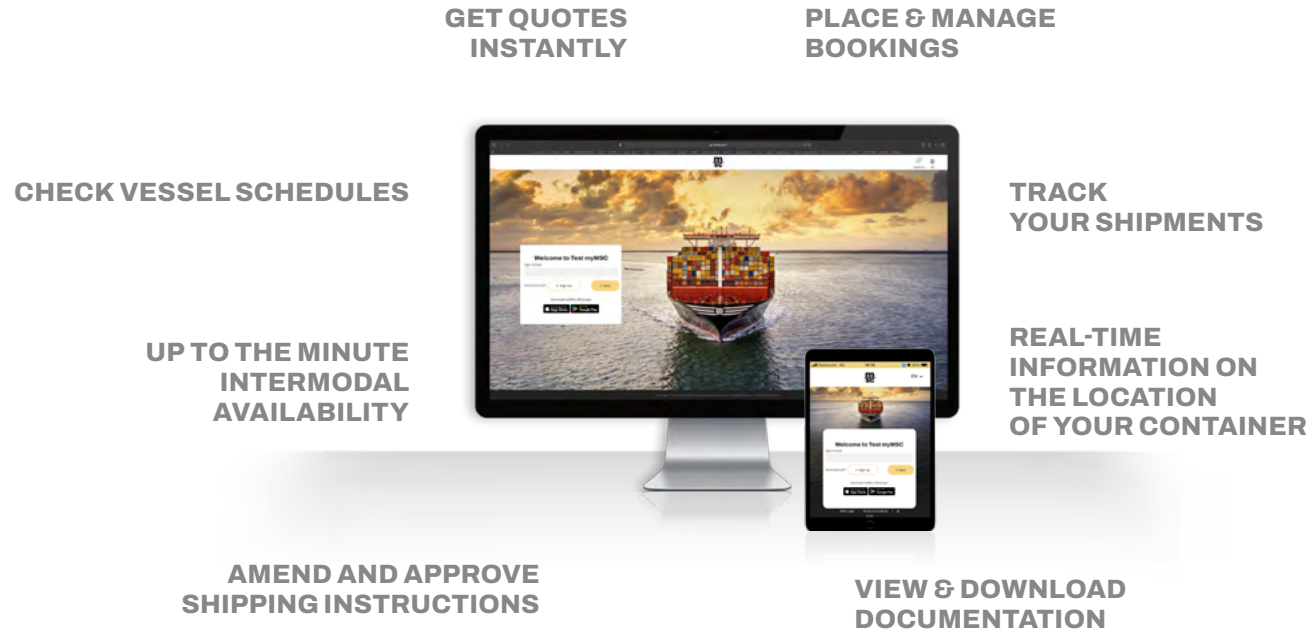 GET QUOTES
INSTANTLY
PLACE & MANAGE
BOOKINGS
CHECK VESSEL SCHEDULES
TRACK
YOUR SHIPMENTS
Welcome to Test myMSC
UP TO THE MINUTE
INTERMODAL
AVAILABILITY
REAL-TIME
INFORMATION ON
THE LOCATION
OF YOUR CONTAINER
EN
Welcome to Test myMSC
AMEND AND APPROVE
SHIPPING INSTRUCTIONS
VIEW & DOWNLOAD
DOCUMENTATION